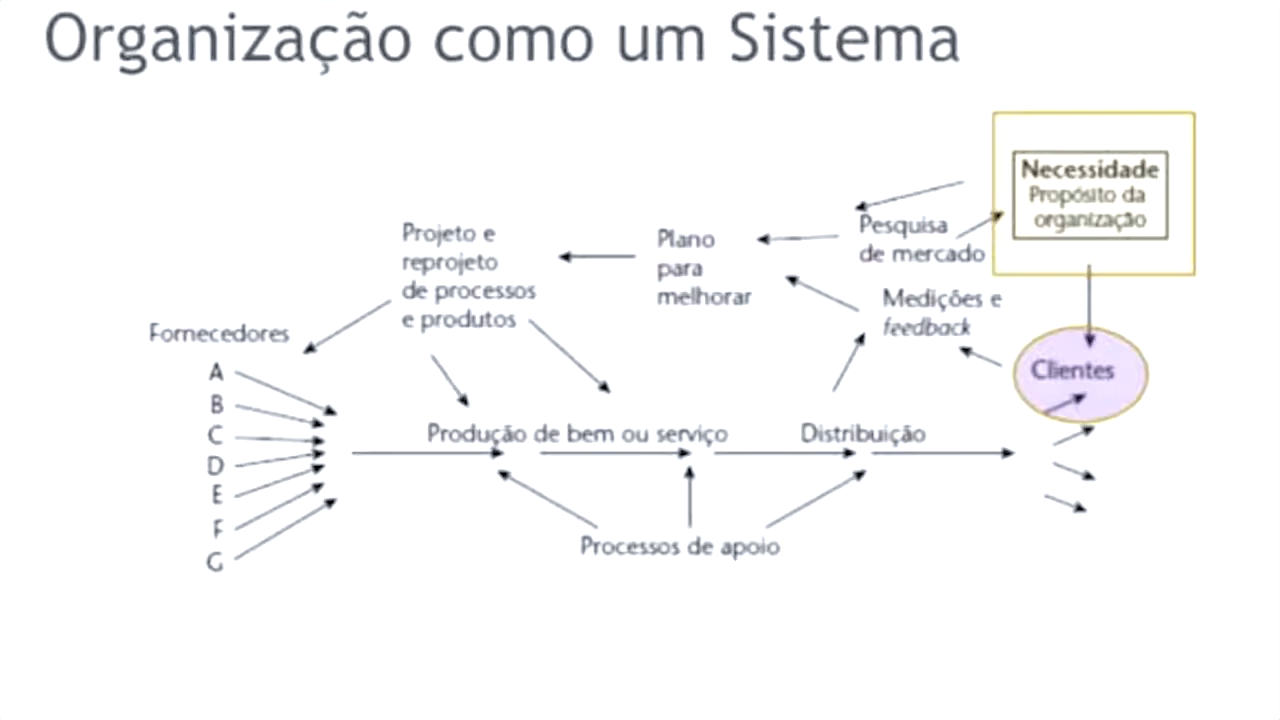 Organização como um Sistema
Necessidade
Propósito da
organização
Pesquisa
de mercado
Plano
para
melhorar
Projeto e
reprojeto
de processos
e produtos
Medições e
feedback
Fornecedores
A
B
C
D
E
F
G
Clientes
Produção de bem ou serviço
Distribuição
Processos de apoio